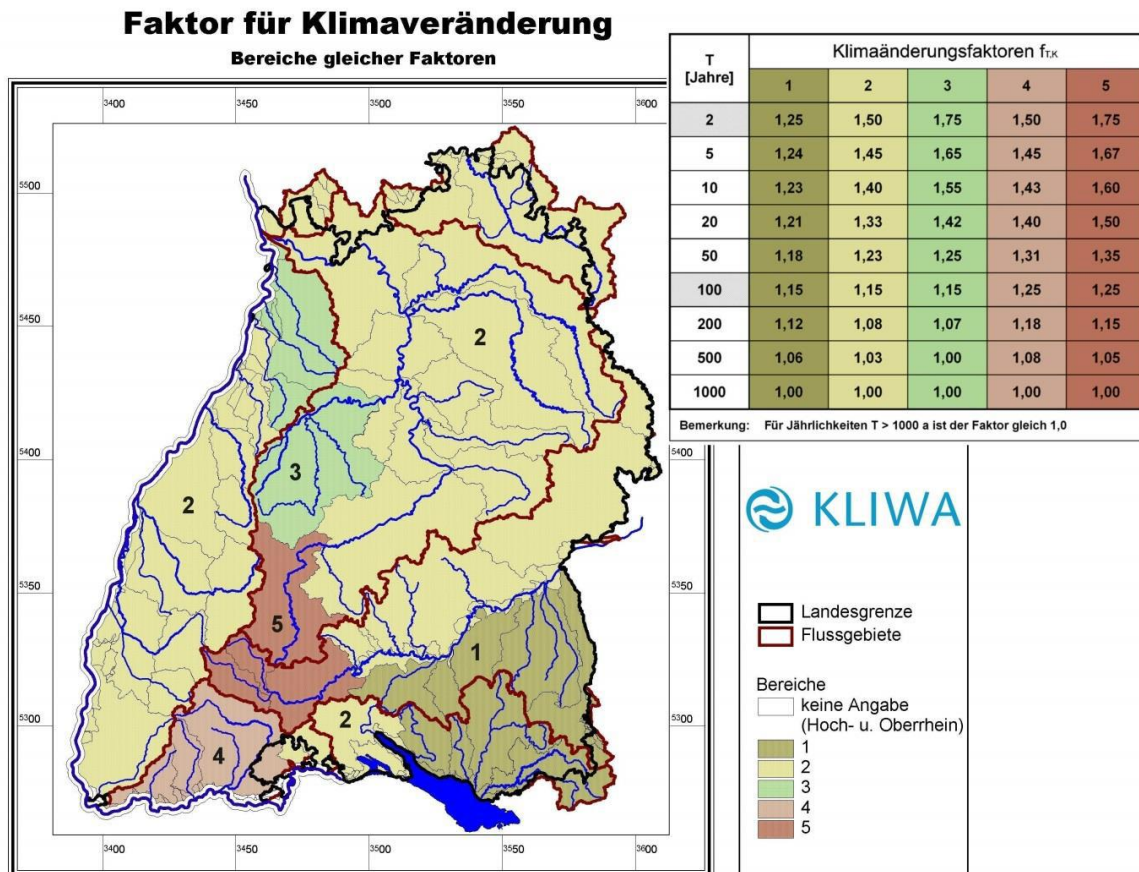 Faktor für Klimaveränderung
Bereiche gleicher Faktoren
T [Jahre] Klimaänderungsfaktoren fT,K
1 2 3 4 5
2 1,25 1,50 1,75 1,50 1,75
5 1,24 1,45 1,65 1,45 1,67
10 1,23 1,40 1,55 1,43 1,60
20 1,21 1,33 1,42 1,40 1,50
50 1,18 1,23 1,25 1,31 1,35
100 1,15 1,15 1,15 1,25 1,25
200 1,12 1,08 1,07 1,18 1,15
500 1,06 1,03 1,00 1,08 1,05
1000 1,00 1,00 1,00 1,00 1,00
Bemerkung: Für Jährlichkeiten T > 1000 a ist der Faktor gleich 1,0
3400 3450 3500 3550
5500
5450
2
5400 5400
3
2
5350 5350
5
1
5300 5300
2
4
3400 3450 3500 3550 3600
KLIWA
Landesgrenze
Flussgebiete
Bereiche
keine Angabe
(Hoch- u. Oberrhein)
1
2
3
4
5